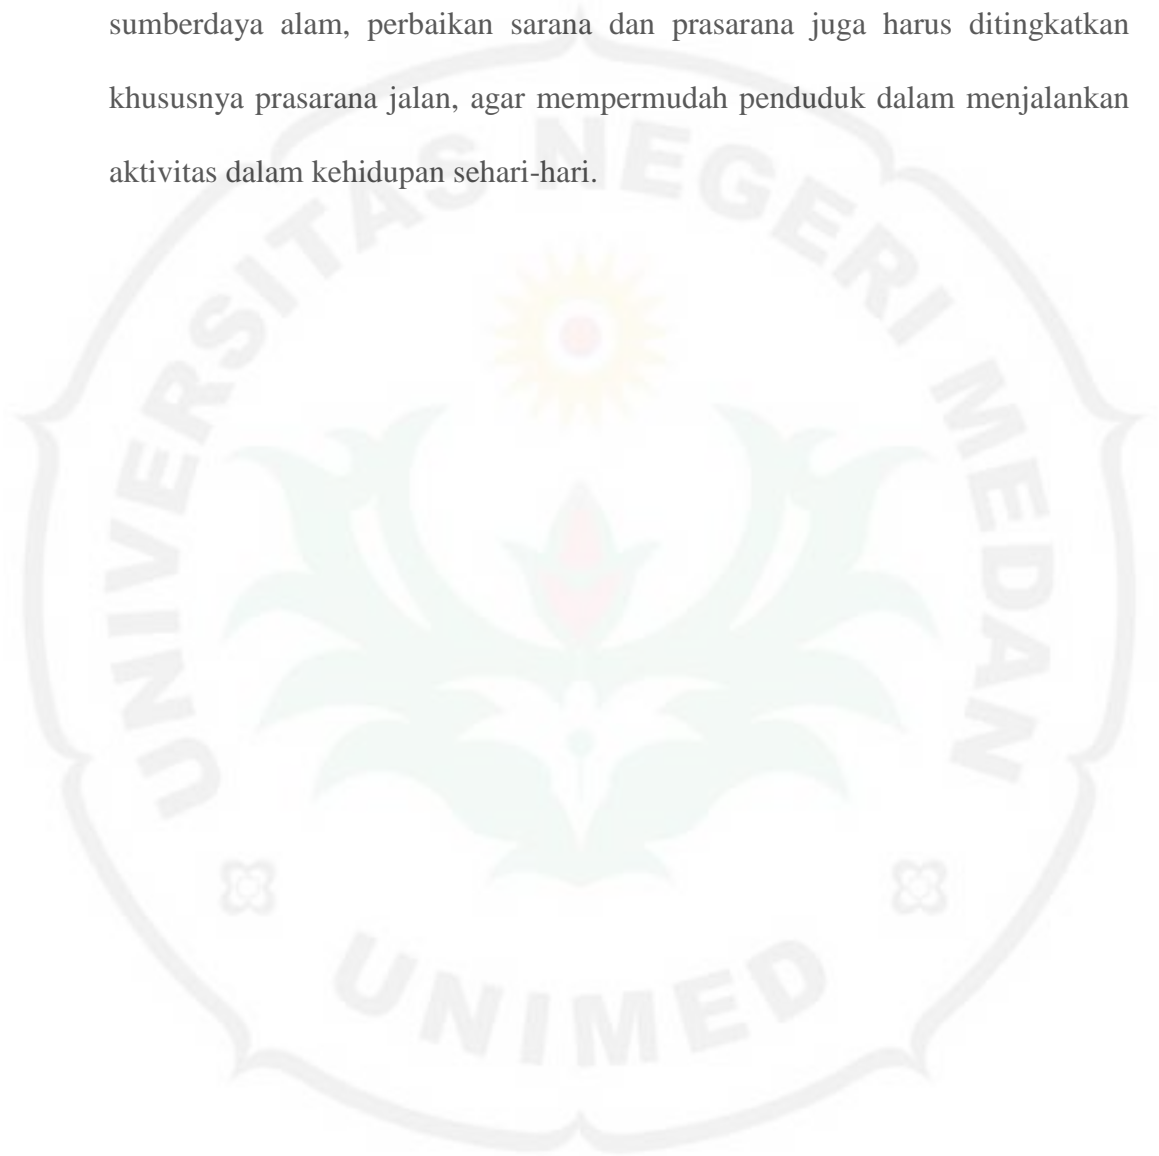 sumberdaya alam, perbaikan sarana dan prasarana juga harus ditingkatkan
khususnya prasarana jalan, agar mempermudah penduduk dalam menjalankan
aktivitas dalam kehidupan sehari-hari.
UNIVERSITAS NEGERI MEDAN
UNIMED